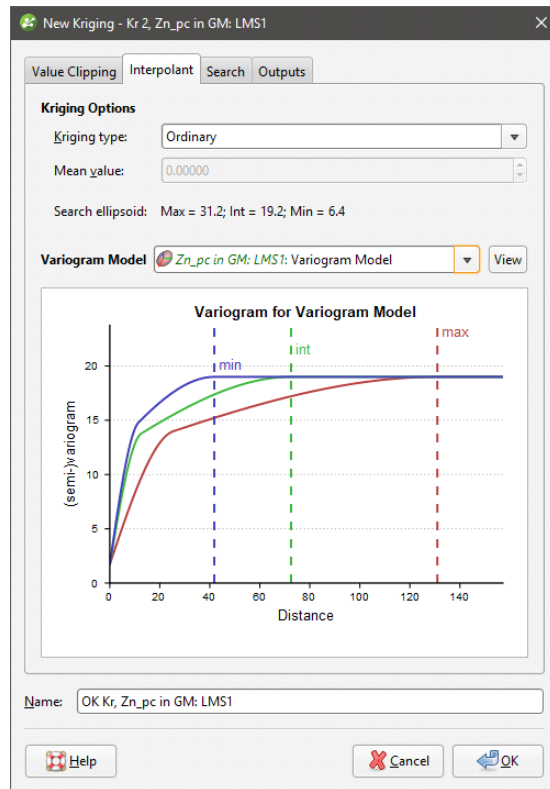 New Kriging - Kr 2, Zn_pc in GM: LMS1
Value Clipping Interpolant Search Outputs
Kriging Options
Kriging type: Ordinary
Mean value: 0.00000
Search ellipsoid: Max = 31.2; Int = 19.2; Min = 6.4
Variogram Model Zn_pc in GM: LMS1: Variogram Model View
Variogram for Variogram Model
min
int
max
(semi-)variogram
20
15
10
5
0
0 20 40 60 80 100 120 140
Distance
Name: OK Kr, Zn_pc in GM: LMS1
Help Cancel OK